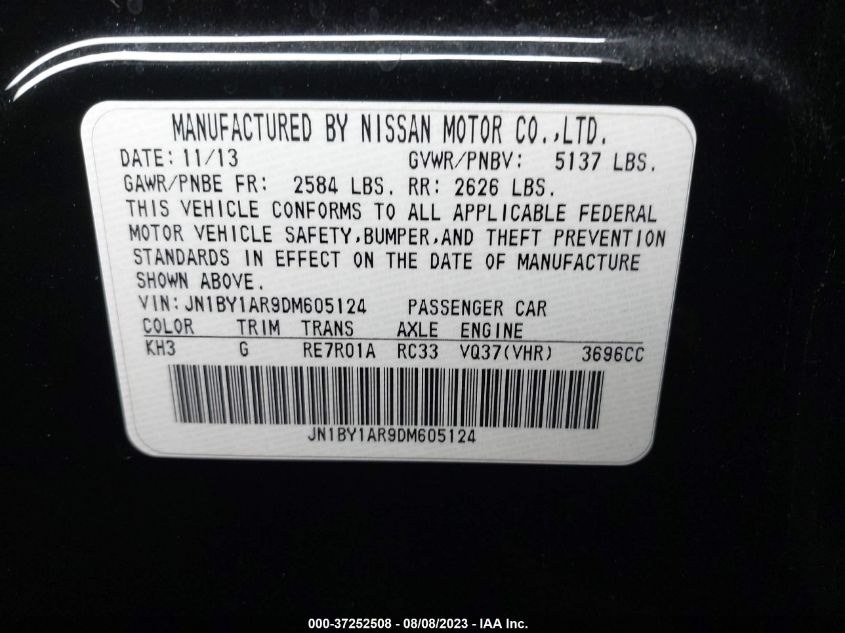 MANUFACTURED BY NISSAN MOTOR CO.,LTD.
DATE: 11/13 GVWR/PNBV: 5137 LBS.
GAWR/PNBE FR: 2584 LBS. RR: 2626 LBS.
THIS VEHICLE CONFORMS TO ALL APPLICABLE FEDERAL
MOTOR VEHICLE SAFETY,BUMPER,AND THEFT PREVENTION
STANDARDS IN EFFECT ON THE DATE OF MANUFACTURE
SHOWN ABOVE.
VIN: JN1BY1AR9DM605124 PASSENGER CAR
COLOR TRIM TRANS AXLE ENGINE
KH3 G RE7R01A RC33 VQ37(VHR) 3696CC
JN1BY1AR9DM605124
000-37252508 - 08/08/2023 - IAA Inc.